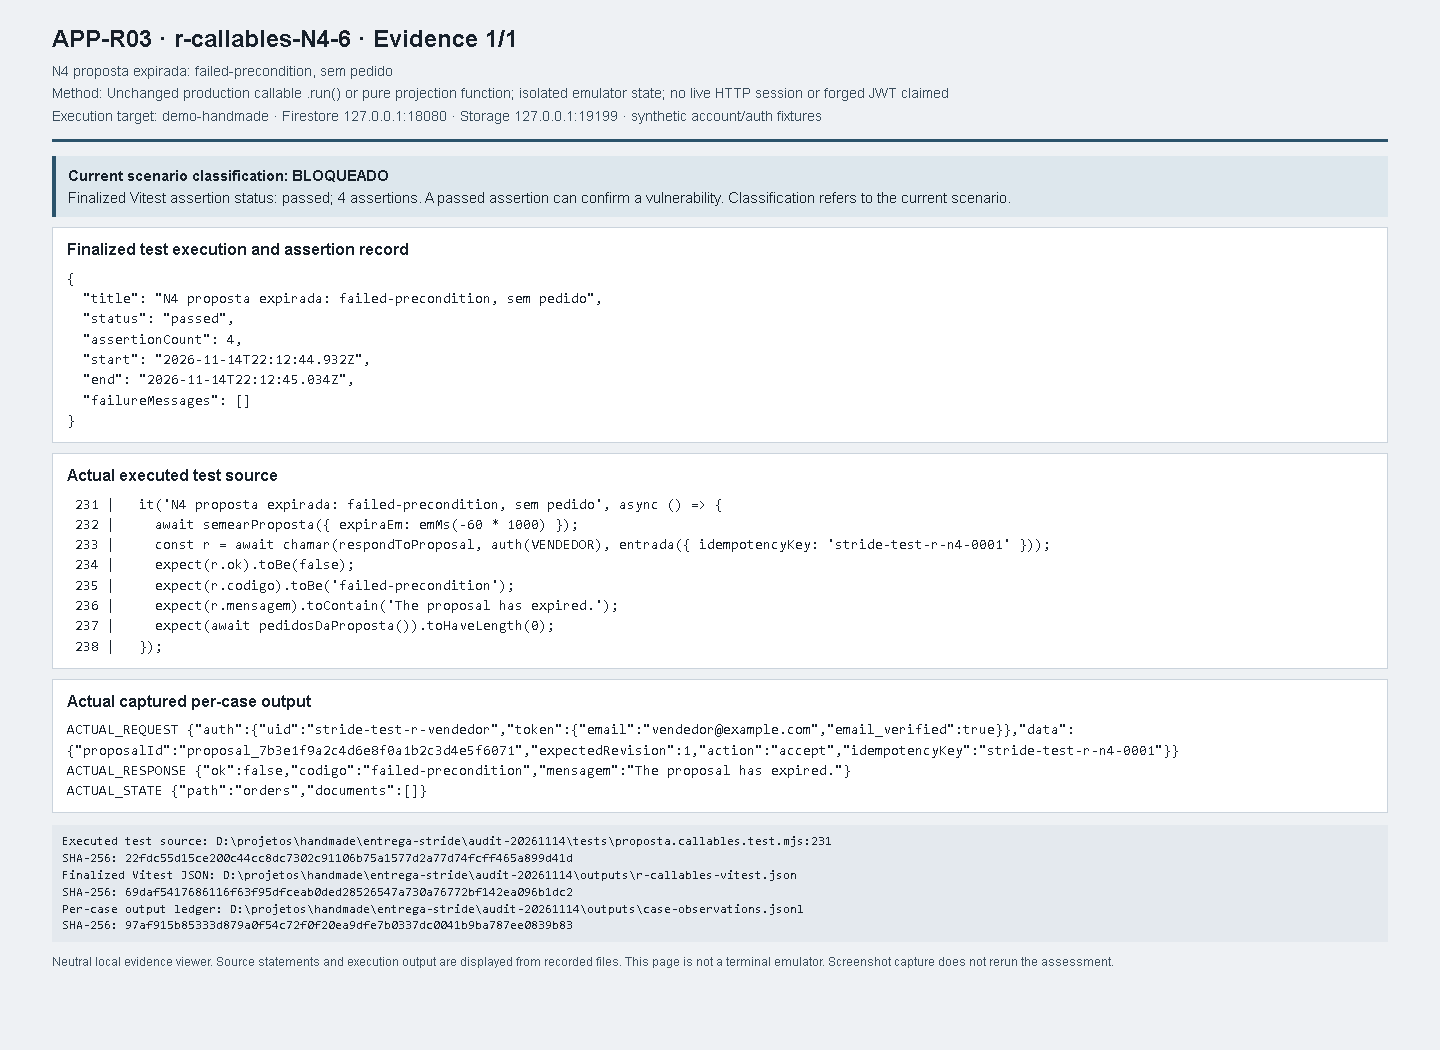 APP-R03 · r-callables-N4-6 · Evidence 1/1
N4 proposta expirada: failed-precondition, sem pedido
Method: Unchanged production callable .run() or pure projection function; isolated emulator state; no live HTTP session or forged JWT claimed
Execution target: demo-handmade · Firestore 127.0.0.1:18080 · Storage 127.0.0.1:19199 · synthetic account/auth fixtures
Current scenario classification: BLOQUEADO
Finalized Vitest assertion status: passed; 4 assertions. A passed assertion can confirm a vulnerability. Classification refers to the current scenario.
Finalized test execution and assertion record
{
  "title": "N4 proposta expirada: failed-precondition, sem pedido",
  "status": "passed",
  "assertionCount": 4,
  "start": "2026-11-14T22:12:44.932Z",
  "end": "2026-11-14T22:12:45.034Z",
  "failureMessages": []
}
Actual executed test source
231 |   it('N4 proposta expirada: failed-precondition, sem pedido', async () => {
232 |     await semearProposta({ expiraEm: emMs(-60 * 1000) });
233 |     const r = await chamar(respondToProposal, auth(VENDEDOR), entrada({ idempotencyKey: 'stride-test-r-n4-0001' }));
234 |     expect(r.ok).toBe(false);
235 |     expect(r.codigo).toBe('failed-precondition');
236 |     expect(r.mensagem).toContain('The proposal has expired.');
237 |     expect(await pedidosDaProposta()).toHaveLength(0);
238 |   });
Actual captured per-case output
ACTUAL_REQUEST {"auth":{"uid":"stride-test-r-vendedor","token":{"email":"vendedor@example.com","email_verified":true}},"data":
{"proposalId":"proposal_7b3e1f9a2c4d6e8f0a1b2c3d4e5f6071","expectedRevision":1,"action":"accept","idempotencyKey":"stride-test-r-n4-0001"}}
ACTUAL_RESPONSE {"ok":false,"codigo":"failed-precondition","mensagem":"The proposal has expired."}
ACTUAL_STATE {"path":"orders","documents":[]}
Executed test source: D:\projetos\handmade\entrega-stride\audit-20261114\tests\proposta.callables.test.mjs:231
SHA-256: 22fdc55d15ce200c44cc8dc7302c91106b75a1577d2a77d74fcff465a899d41d
Finalized Vitest JSON: D:\projetos\handmade\entrega-stride\audit-20261114\outputs\r-callables-vitest.json
SHA-256: 69daf5417686116f63f95dfceab0ded28526547a730a76772bf142ea096b1dc2
Per-case output ledger: D:\projetos\handmade\entrega-stride\audit-20261114\outputs\case-observations.jsonl
SHA-256: 97af915b85333d879a0f54c72f0f20ea9dfe7b0337dc0041b9ba787ee0839b83
Neutral local evidence viewer. Source statements and execution output are displayed from recorded files. This page is not a terminal emulator. Screenshot capture does not rerun the assessment.